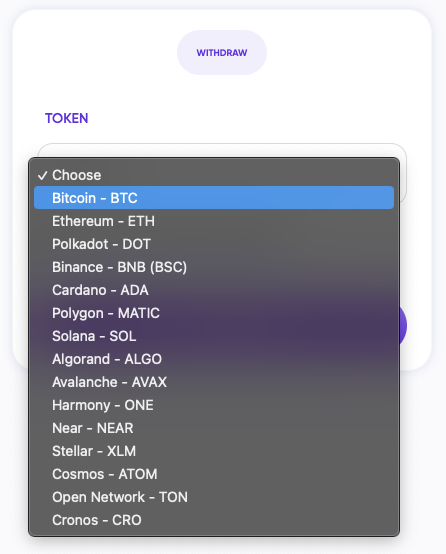 WITHDRAW
TOKEN
✓ Choose
Bitcoin - BTC
Ethereum - ETH
Polkadot - DOT
Binance - BNB (BSC)
Cardano - ADA
Polygon - MATIC
Solana - SOL
Algorand - ALGO
Avalanche - AVAX
Harmony - ONE
Near - NEAR
Stellar - XLM
Cosmos - ATOM
Open Network - TON
Cronos - CRO